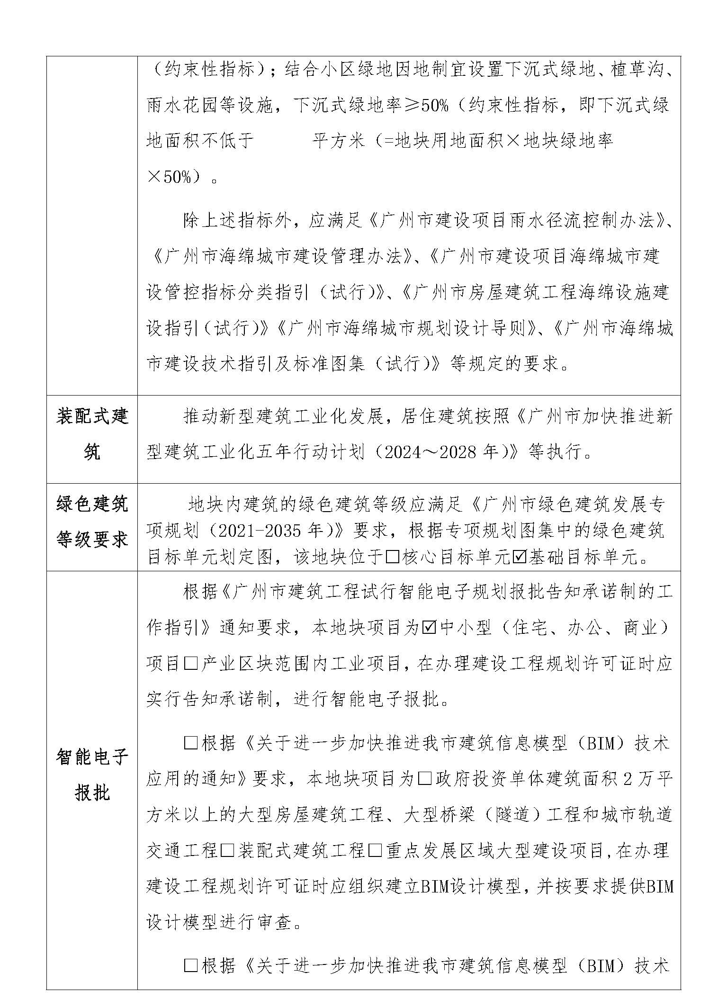 （约束性指标）；结合小区绿地因地制宜设置下沉式绿地、植草沟、
雨水花园等设施，下沉式绿地率≥50%（约束性指标，即下沉式绿
地面积不低于      平方米（=地块用地面积×地块绿地率
×50%）。
除上述指标外，应满足《广州市建设项目雨水径流控制办法》、
《广州市海绵城市建设管理办法》、《广州市建设项目海绵城市建
设管控指标分类指引（试行）》、《广州市房屋建筑工程海绵设施建
设指引（试行）》《广州市海绵城市规划设计导则》、《广州市海绵城
市建设技术指引及标准图集（试行）》等规定的要求。
装配式建
筑
推动新型建筑工业化发展，居住建筑按照《广州市加快推进新
型建筑工业化五年行动计划（2024～2028 年）》等执行。
绿色建筑
等级要求
地块内建筑的绿色建筑等级应满足《广州市绿色建筑发展专
项规划（2021-2035 年）》要求，根据专项规划图集中的绿色建筑
目标单元划定图，该地块位于□核心目标单元☑基础目标单元。
智能电子
报批
根据《广州市建筑工程试行智能电子规划报批告知承诺制的工
作指引》通知要求，本地块项目为☑中小型（住宅、办公、商业）
项目□产业区块范围内工业项目，在办理建设工程规划许可证时应
实行告知承诺制，进行智能电子报批。
□根据《关于进一步加快推进我市建筑信息模型（BIM）技术
应用的通知》要求，本地块项目为□政府投资单体建筑面积 2 万平
方米以上的大型房屋建筑工程、大型桥梁（隧道）工程和城市轨道
交通工程□装配式建筑工程□重点发展区域大型建设项目,在办理
建设工程规划许可证时应组织建立BIM设计模型，并按要求提供BIM
设计模型进行审查。
□根据《关于进一步加快推进我市建筑信息模型（BIM）技术